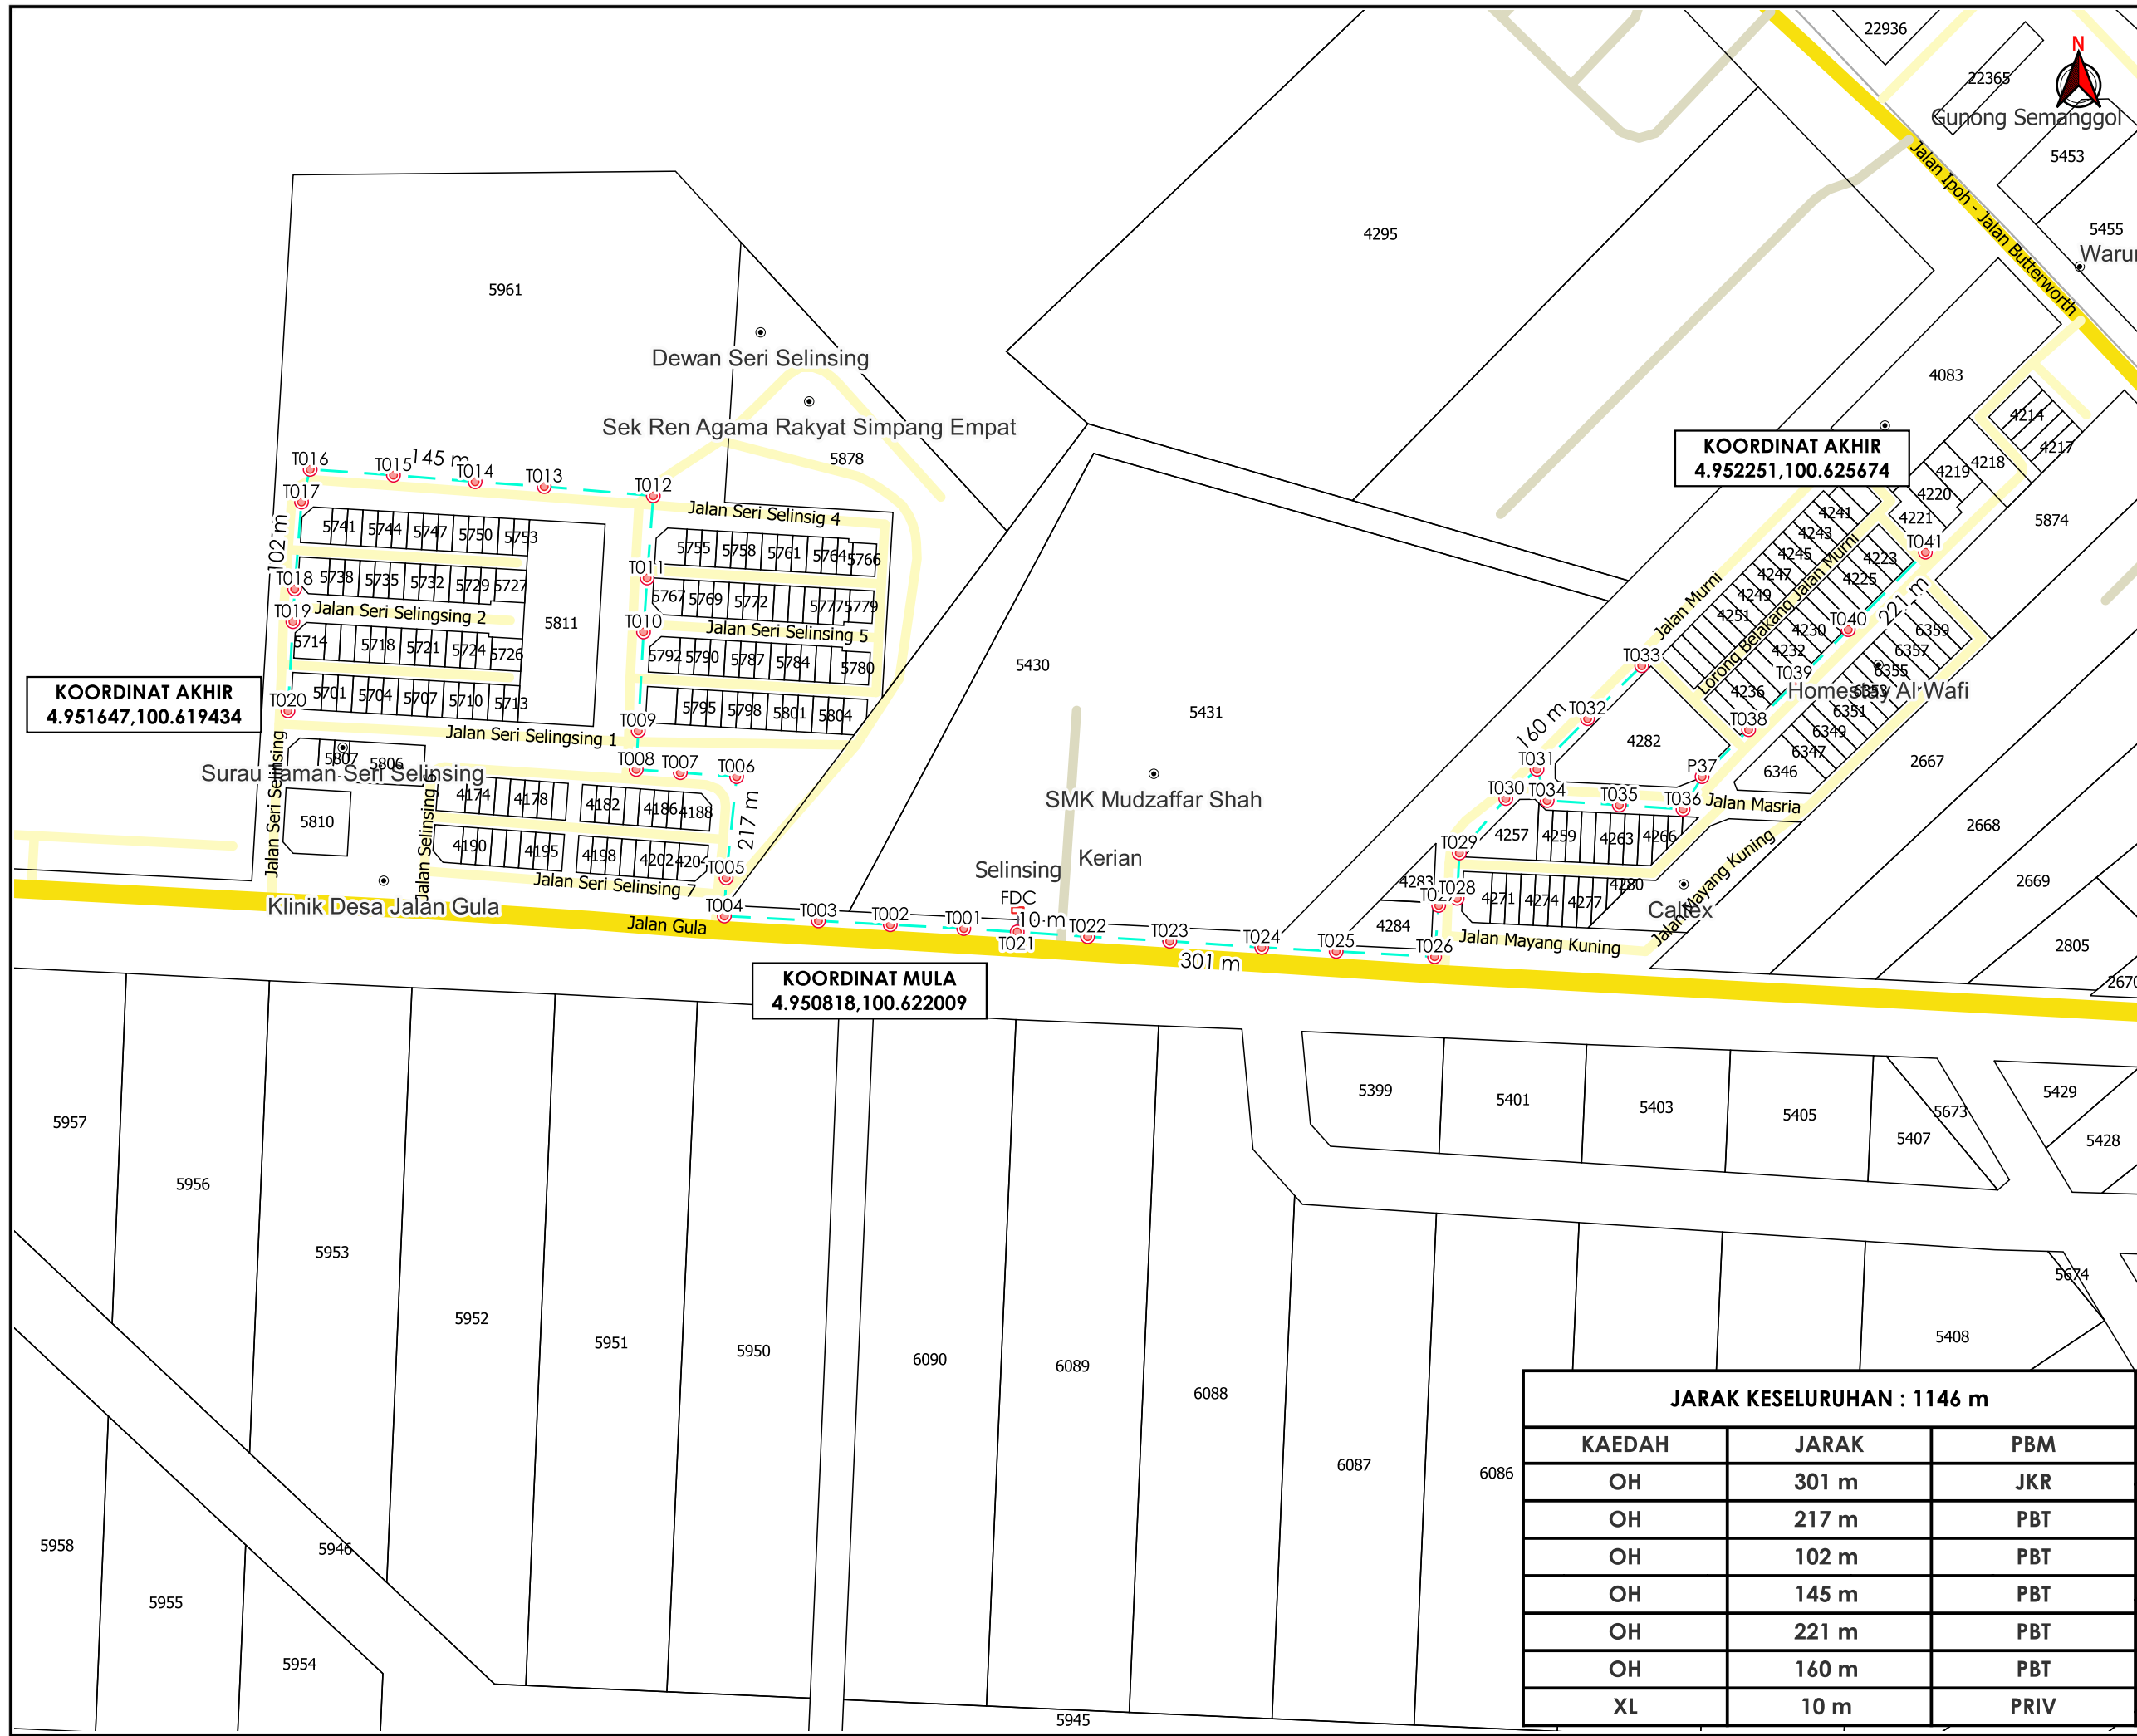 22936
N
22365
Gunong Semanggol
5453
Jalan Ipoh - Jalan Butterworth
5455
4295
5961
Dewan Seri Selinsing
4083
Sek Ren Agama Rakyat Simpang Empat
4214
4217
5878
KOORDINAT AKHIR
4.952251,100.625674
4218
4219
4220
4221
5874
T016
T015
145 m
T014
T013
T012
T017
Jalan Seri Selinsig 4
4241
4243
4245
4247
4249
4251
4223
4225
4230
4232
4236
T041
102 m
5741
5744
5747
5750
5753
5755
5758
5761
5764
5766
T018
5738
5735
5732
5729
5727
T011
5767
5769
5772
5777
5779
T019
Jalan Seri Selingsing 2
5811
T010
Jalan Seri Selinsing 5
Jalan Murni
Lorong Belakang Jalan Murni
221 m
T040
6359
6357
6355
6353
6351
6349
6347
6346
5714
5718
5721
5724
5726
5792
5790
5787
5784
5780
5430
T033
T039
Homestay Al Wafi
KOORDINAT AKHIR
4.951647,100.619434
T020
5701
5704
5707
5710
5713
5795
5798
5801
5804
5431
T032
T038
160 m
4282
T009
Jalan Seri Selingsing 1
5807
5806
Surau Taman Seri Selinsing
T008
T007
T006
T031
P37
2667
SMK Mudzaffar Shah
T030
T034
T035
T036
Jalan Masria
4174
4178
4182
4186
4188
217 m
5810
Jalan Seri Selinsing
Jalan Selinsing 6
4190
4195
4198
4202
T005
4257
4259
4263
4266
T029
2668
Jalan Mayang Kuning
Selinsing
Kerian
Jalan Seri Selinsing 7
Klinik Desa Jalan Gula
FDC
4283
T028
4271
4274
4277
4280
Caltex
2669
T004
T003
T002
T001
10 m
T021
T022
T023
T024
T025
T026
4284
Jalan Gula
Jalan Mayang Kuning
301 m
2805
KOORDINAT MULA
4.950818,100.622009
5399
5401
5403
5405
5407
5673
5429
5428
5957
5956
5953
5952
5951
5950
6090
6089
6088
6087
6086
5674
5408
5958
5946
5955
5954
5945
JARAK KESELURUHAN : 1146 m
KAEDAH JARAK PBM
OH 301 m JKR
OH 217 m PBT
OH 102 m PBT
OH 145 m PBT
OH 221 m PBT
OH 160 m PBT
XL 10 m PRIV